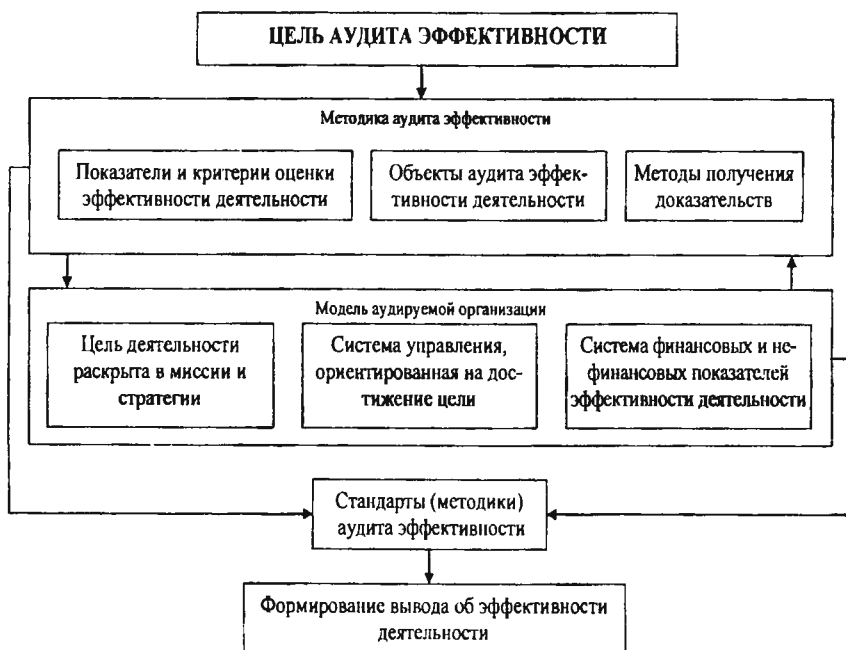 ЦЕЛЬ АУДИТА ЭФФЕКТИВНОСТИ
Методика аудита эффективности
Показатели и критерии оценки
эффективности деятельности
Объекты аудита эффек-
тивности деятельности
Методы получения
доказательств
Модель аудируемой организации
Цель деятельности
раскрыта в миссии и
стратегии
Система управления,
ориентированная на дос-
тижение цели
Система финансовых и не-
финансовых показателей
эффективности деятельности
Стандарты (методики)
аудита эффективности
Формирование вывода об эффективности
деятельности